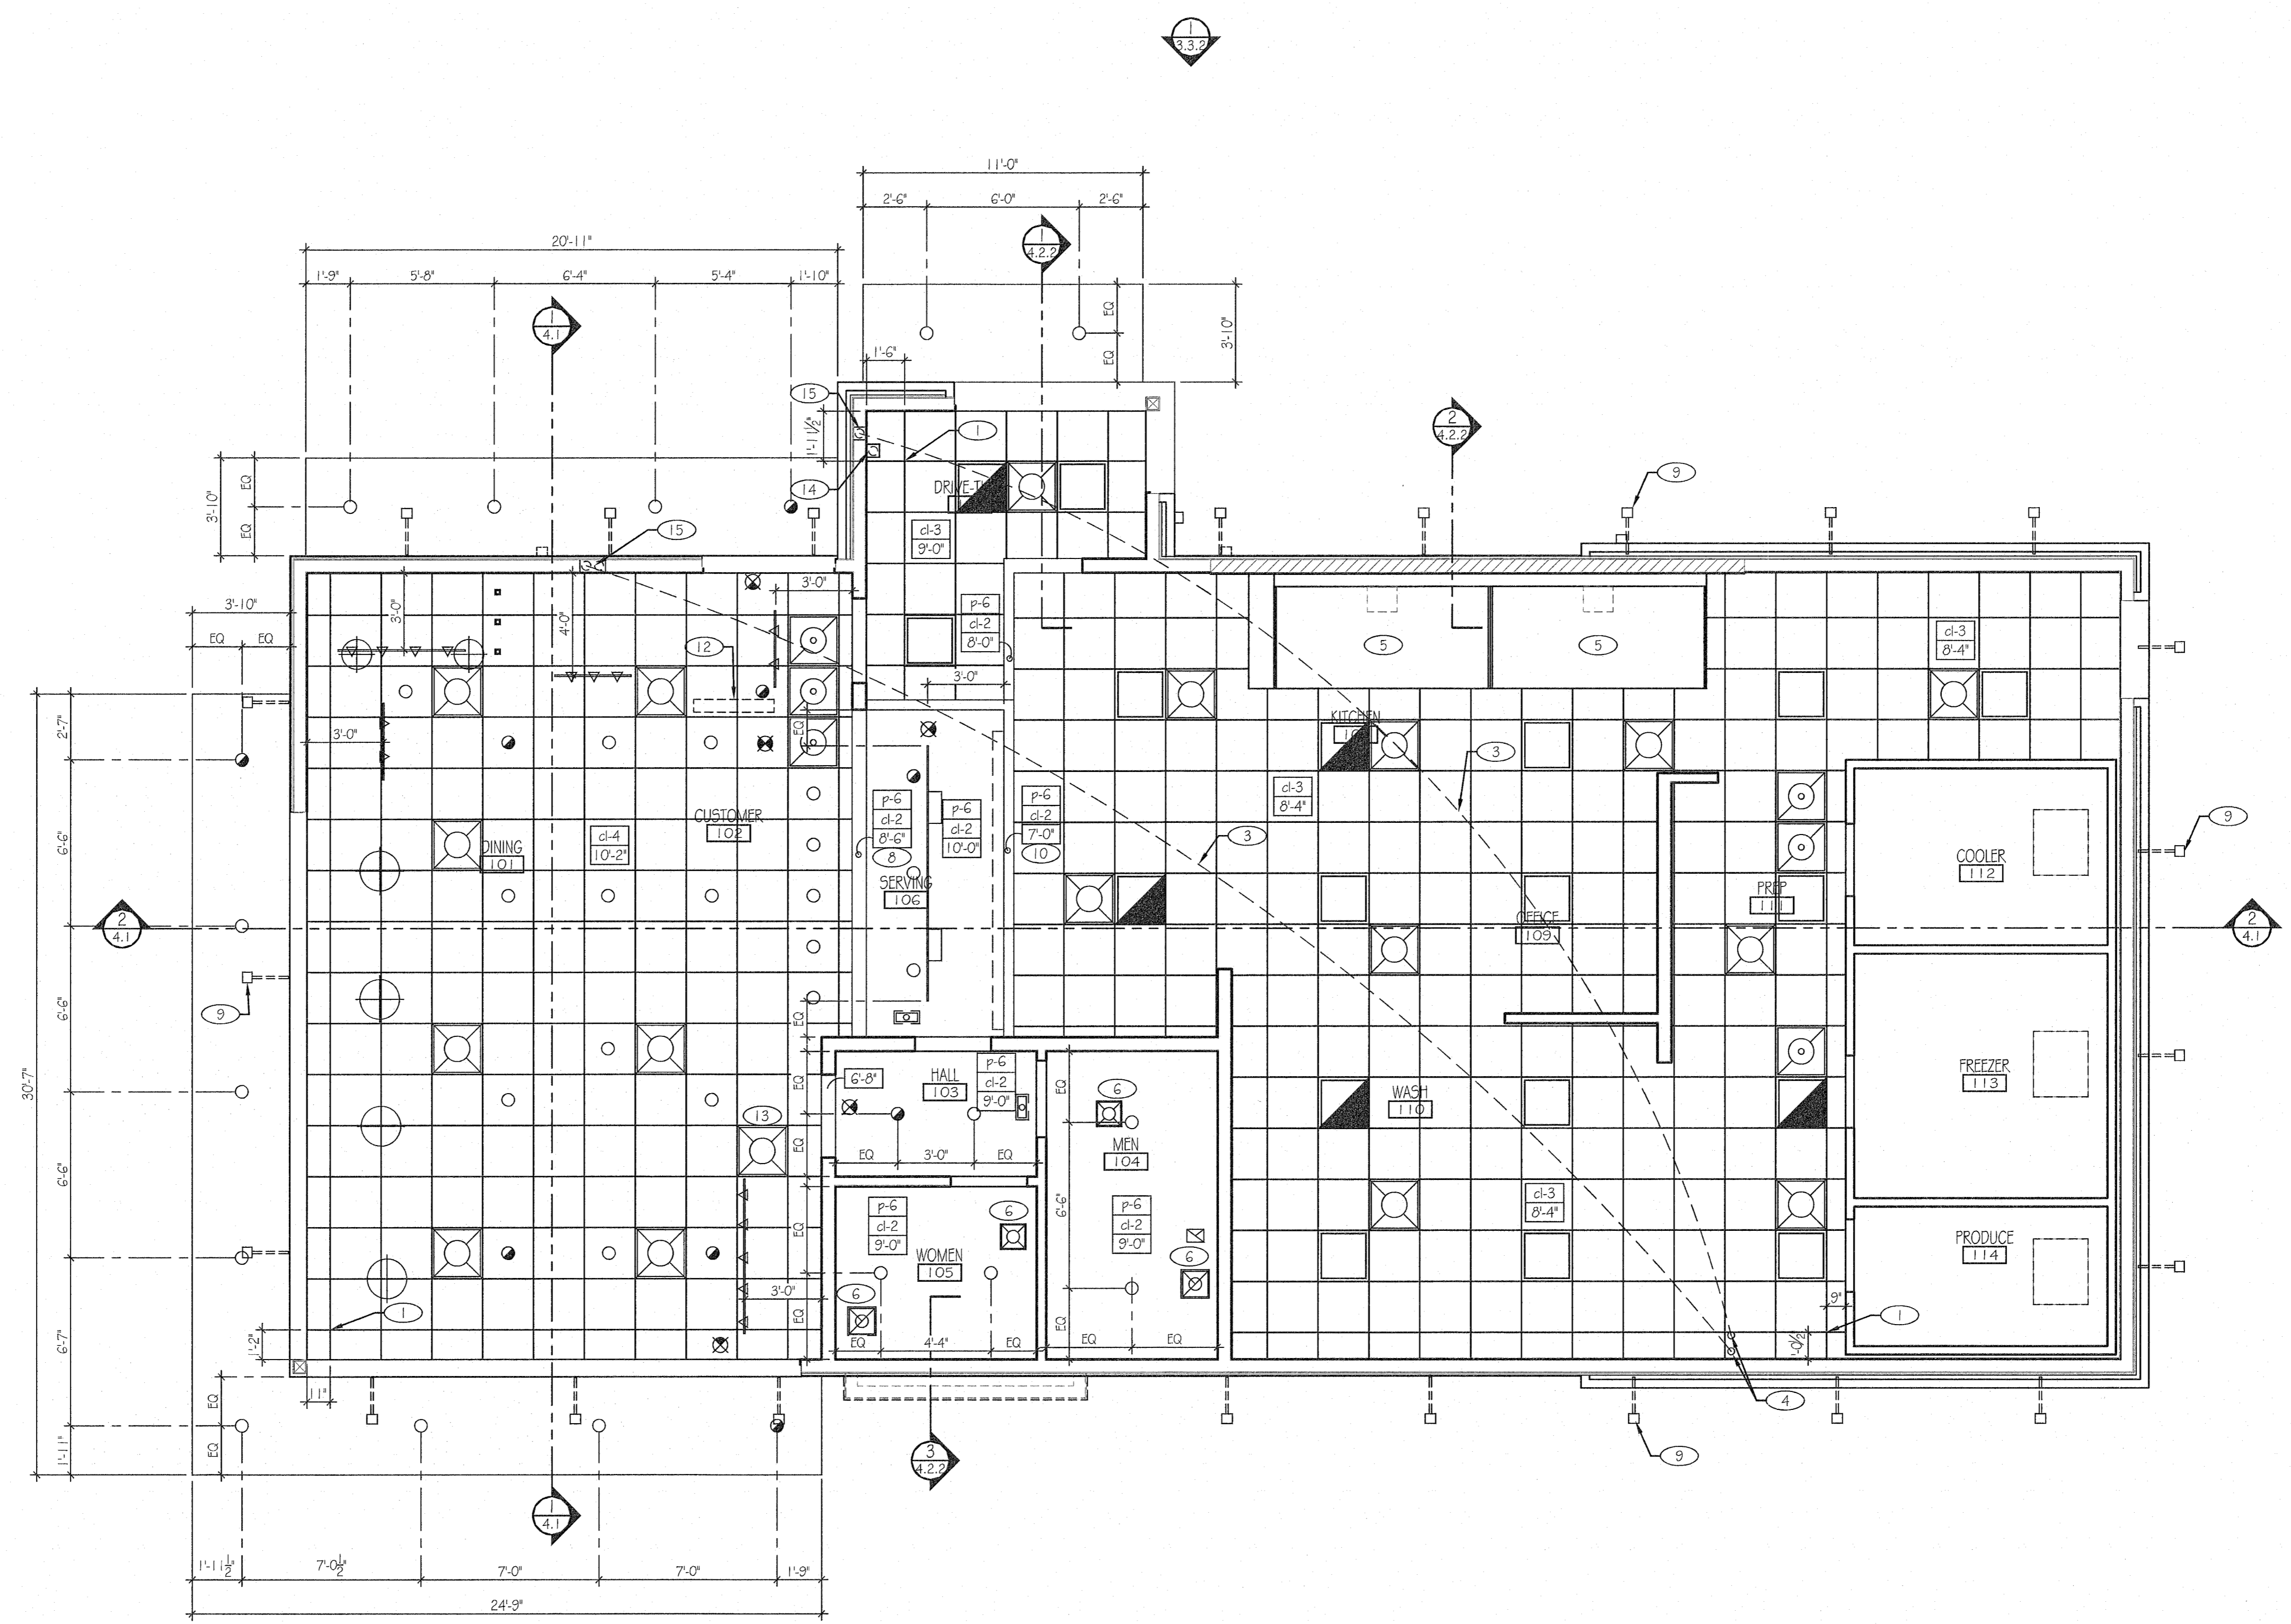 1
3.3.2
11'-0"
2'-6" 6'-0" 2'-6"
1
4.2.2
20'-11"
1'-9" 5'-8" 6'-4" 5'-4" 1'-10"
1
4.1
EQ
EQ
3'-10"
1'-6"
15
1'-11 1/2"
1
14
2
4.2.2
9
3'-10"
EQ
EQ
15
cl-3
9'-0"
3'-10"
EQ EQ
3'-0"
4'-0"
3'-0"
12
p-6
cl-2
8'-0"
3'-0"
5
5
cl-3
8'-4"
3'-0"
EQ
KITCHEN
3
3
cl-3
8'-4"
9
2'-7"
6'-6"
6'-6"
6'-6"
6'-7"
1'-11"
30'-7"
DINING
101
cl-4
10'-2"
CUSTOMER
102
p-6
cl-2
8'-6"
8
p-6
cl-2
10'-0"
p-6
cl-2
7'-0"
10
SERVING
106
OFFICE
109
PREP
111
COOLER
112
2
4.1
2
4.1
9
EQ
EQ
6'-8"
HALL
103
p-6
cl-2
9'-0"
EQ
6
MEN
104
WASH
110
FREEZER
113
13
EQ
EQ 3'-0" EQ
p-6
cl-2
9'-0"
6
6'-6"
p-6
cl-2
9'-0"
6
cl-3
8'-4"
PRODUCE
114
EQ
WOMEN
105
6
3'-0"
EQ
EQ 4'-4" EQ
EQ
EQ EQ
9"
1
1
1'-2"
11"
4
EQ
EQ
3
4.2.2
9
1
4.1
1'-11 1/2" 7'-0 1/2" 7'-0" 7'-0" 1'-9"
24'-9"